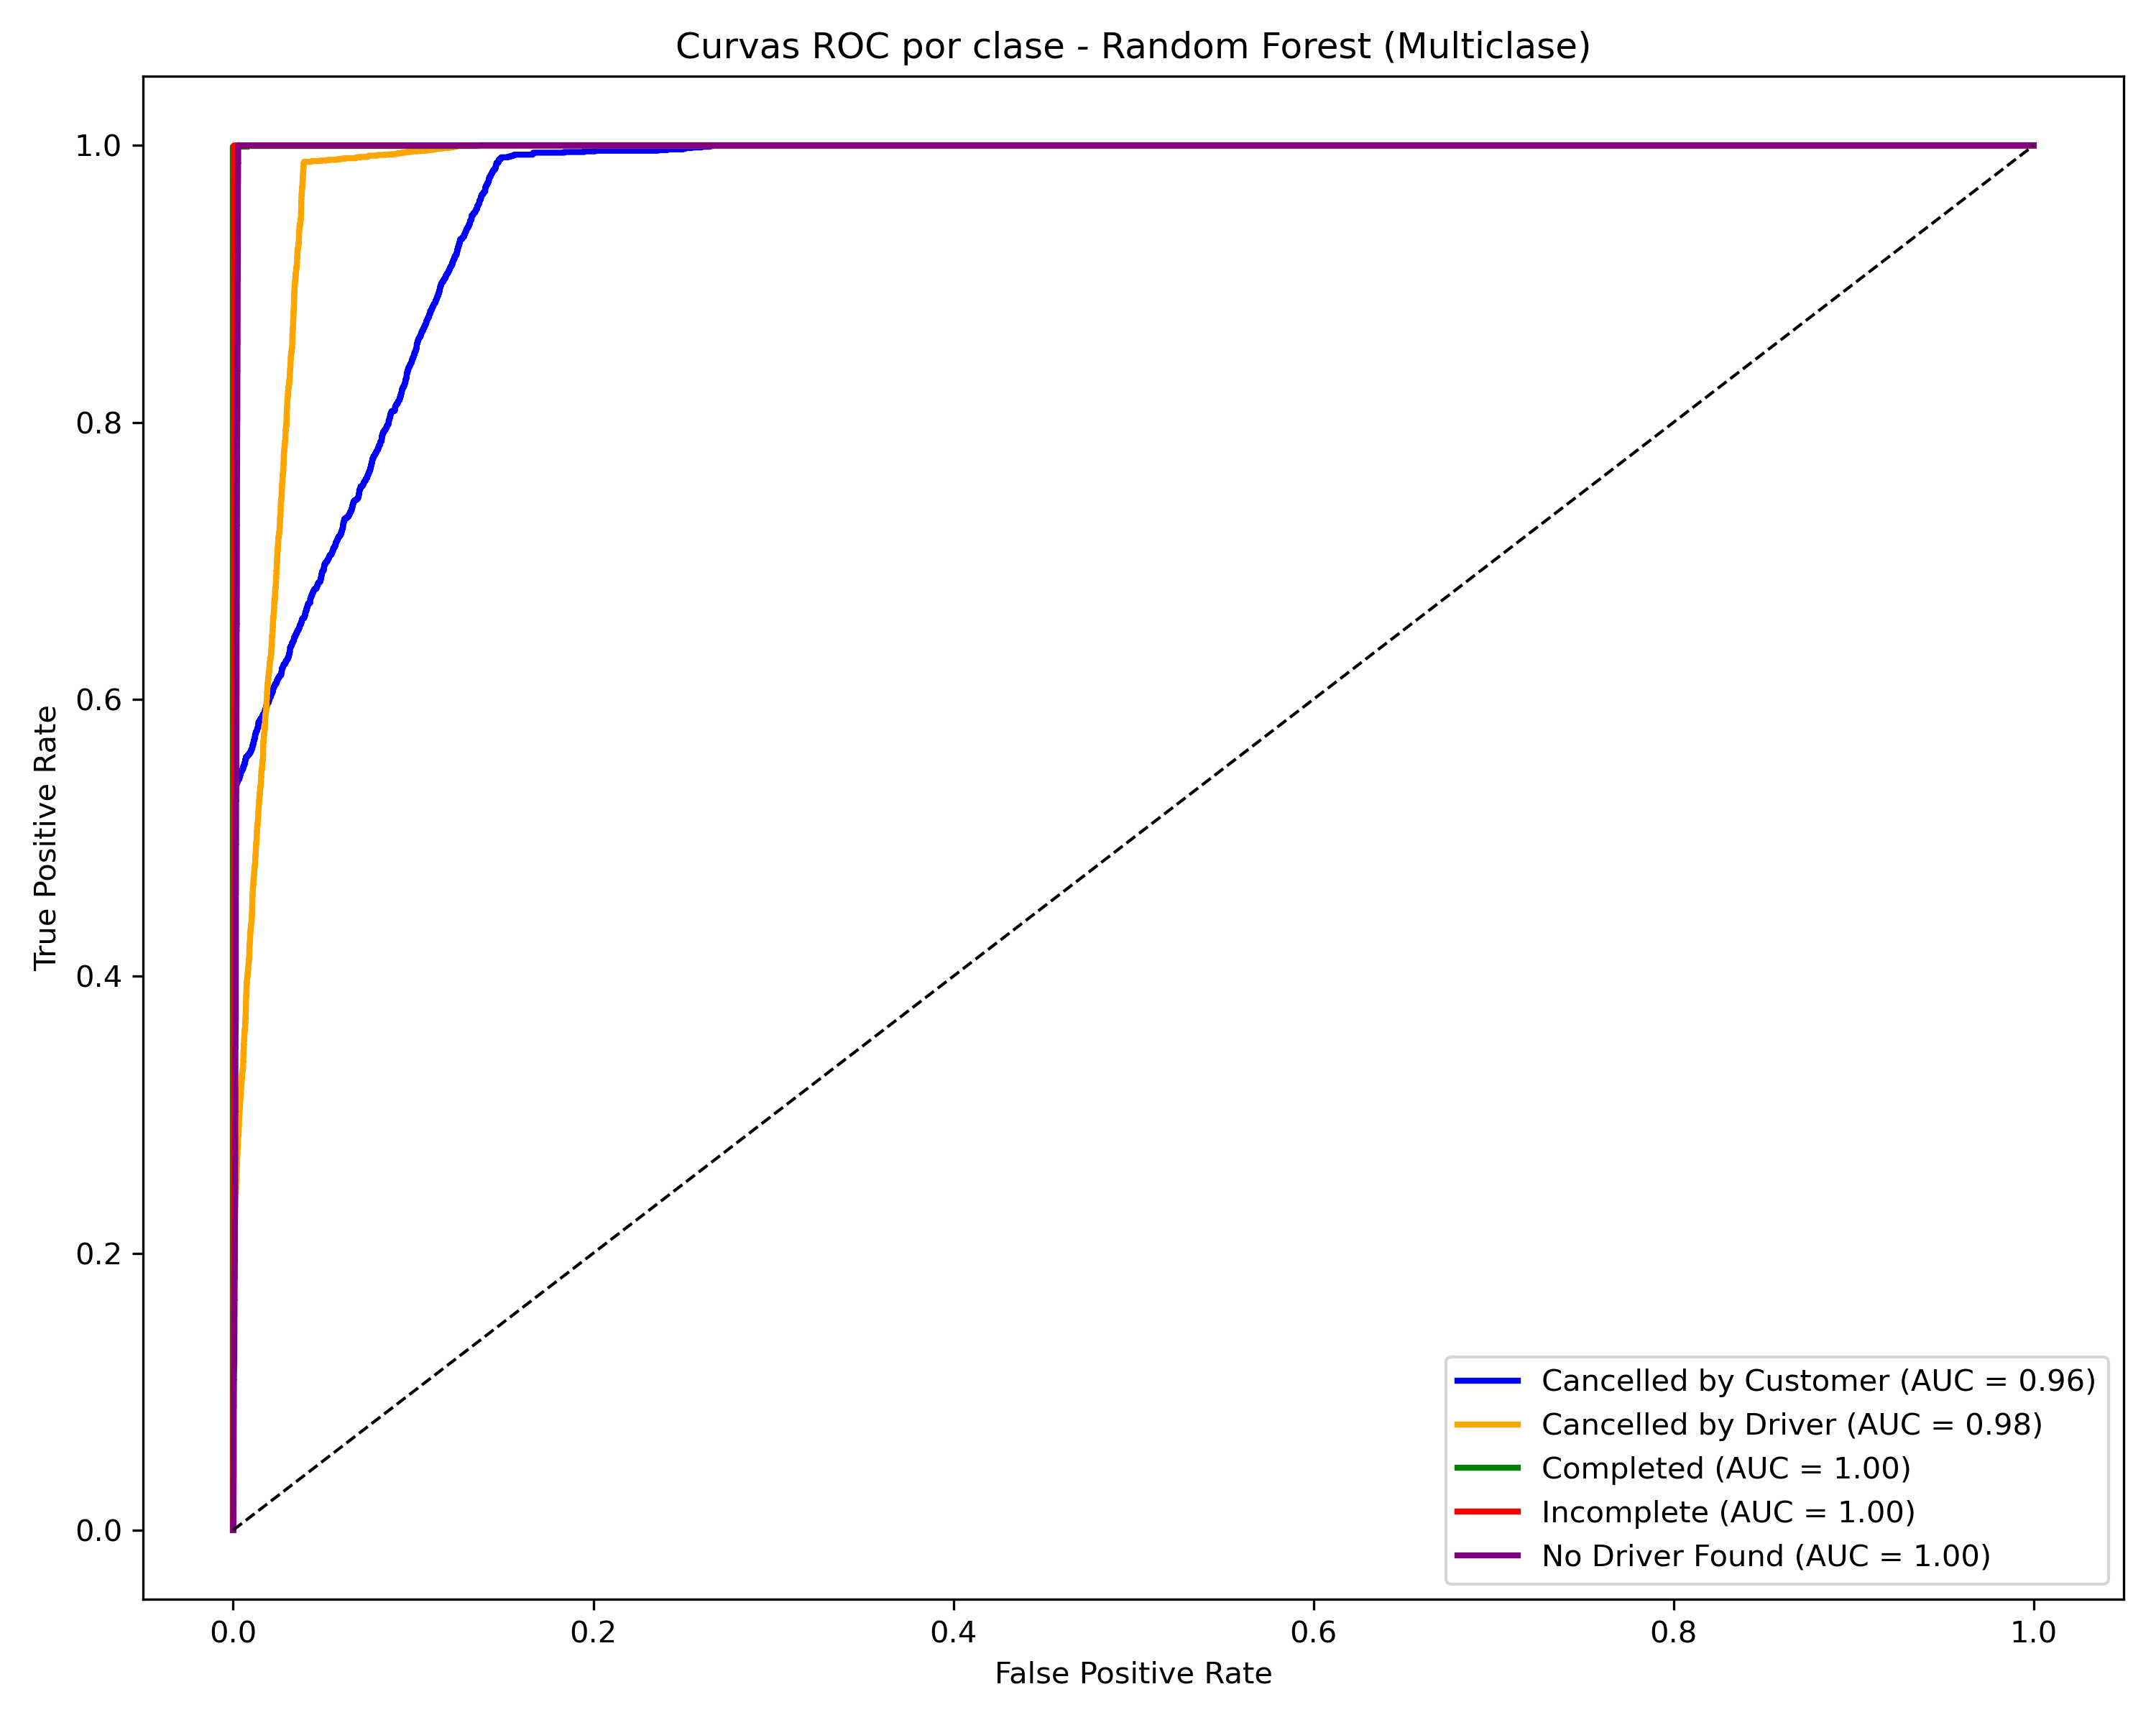 Curvas ROC por clase - Random Forest (Multiclase)
1.0
0.8
0.6
0.4
0.2
0.0
True Positive Rate
0.0 0.2 0.4 0.6 0.8 1.0
False Positive Rate
Cancelled by Customer (AUC = 0.96)
Cancelled by Driver (AUC = 0.98)
Completed (AUC = 1.00)
Incomplete (AUC = 1.00)
No Driver Found (AUC = 1.00)